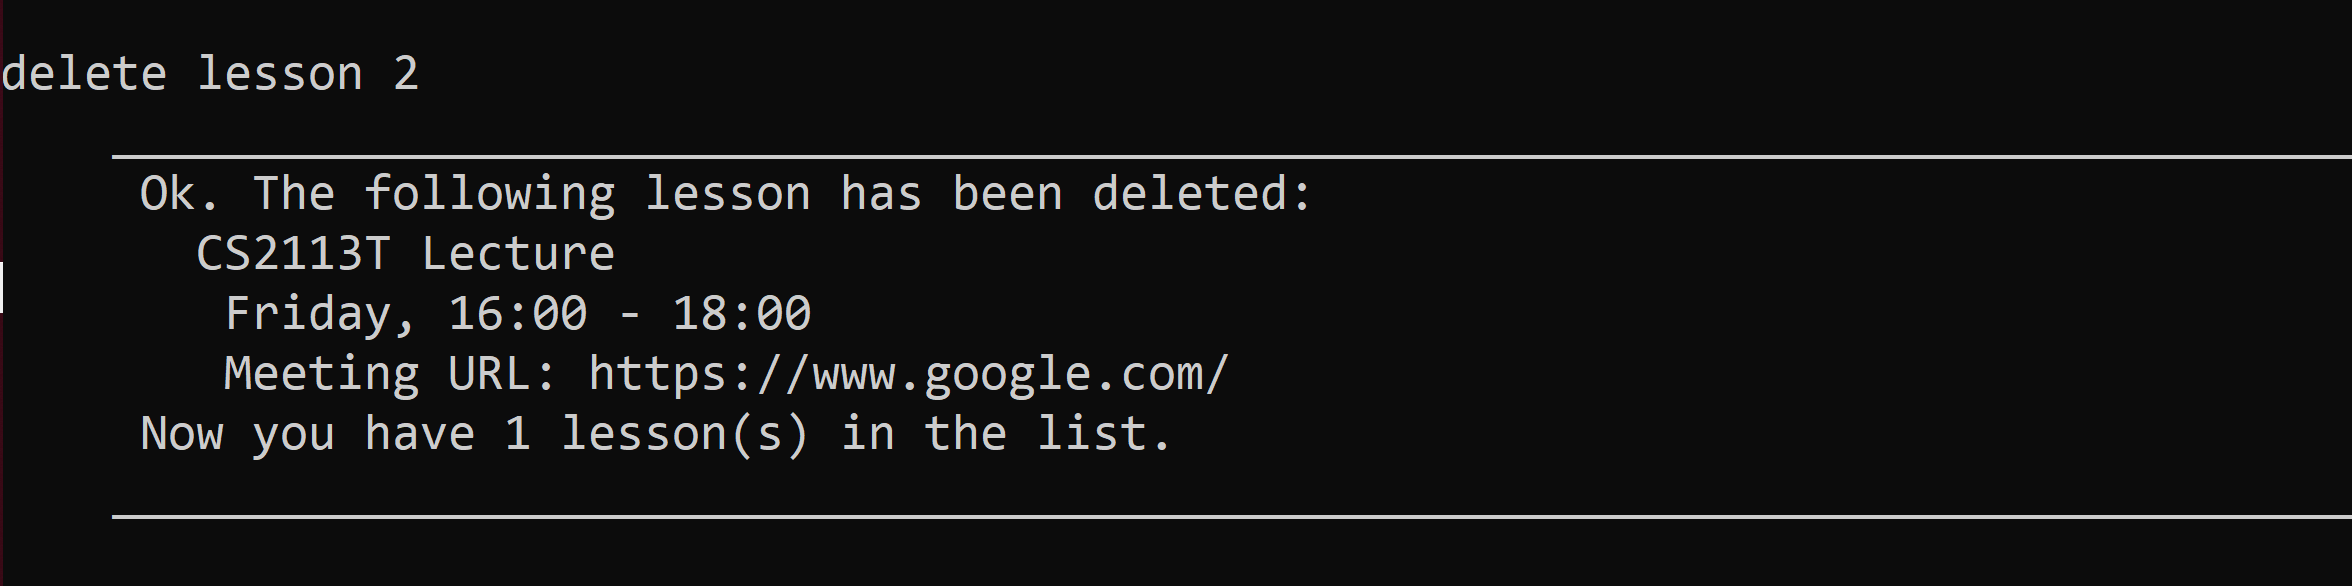 delete lesson 2
Ok. The following lesson has been deleted:
CS2113T Lecture
Friday, 16:00 - 18:00
Meeting URL: https://www.google.com/
Now you have 1 lesson(s) in the list.